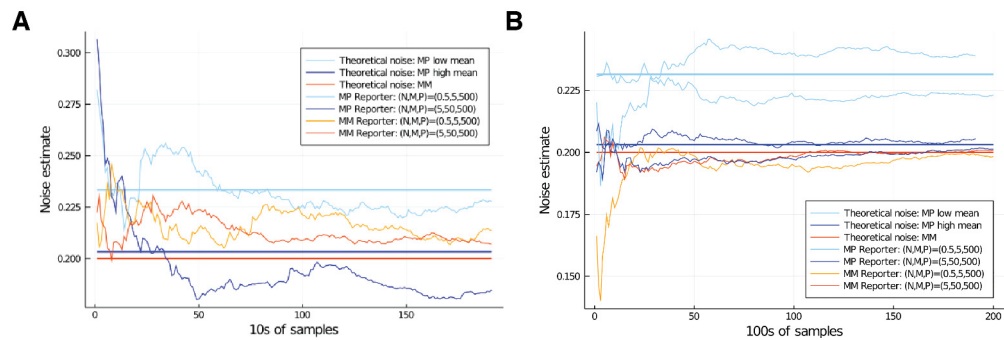 A
Noise estimate
0.300
0.275
0.250
0.225
0.200
Theoretical noise: MP low mean
Theoretical noise: MP high mean
Theoretical noise: MM
MP Reporter: (N,M,P)=(0.5,5,500)
MP Reporter: (N,M,P)=(5,50,500)
MM Reporter: (N,M,P)=(0.5,5,500)
MM Reporter: (N,M,P)=(5,50,500)
0
50
100
150
10s of samples
B
Noise estimate
0.225
0.200
0.175
0.150
Theoretical noise: MP low mean
Theoretical noise: MP high mean
Theoretical noise: MM
MP Reporter: (N,M,P)=(0.5,5,500)
MP Reporter: (N,M,P)=(5,50,500)
MM Reporter: (N,M,P)=(0.5,5,500)
MM Reporter: (N,M,P)=(5,50,500)
0
50
100
150
200
100s of samples